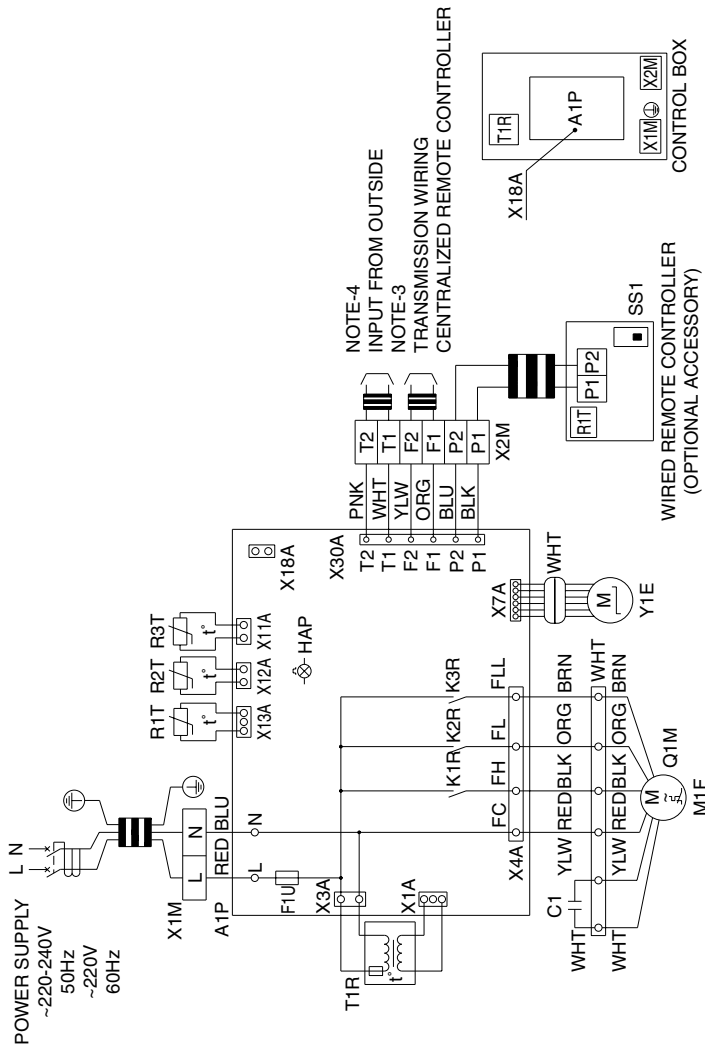 POWER SUPPLY
~220-240V
50Hz
~220V
60Hz
L N
X1M
L N
RED BLU
A1P
L N
F1U
X3A
X1A
T1R
t°
R1T
R2T
R3T
t°
t°
t°
X13A
X12A
X11A
HAP
X18A
X30A
T2
T1
F2
F1
P2
P1
PNK
WHT
YLW
ORG
BLU
BLK
T2
T1
F2
F1
P2
P1
X2M
NOTE-4
INPUT FROM OUTSIDE
NOTE-3
TRANSMISSION WIRING
CENTRALIZED REMOTE CONTROLLER
K1R
K2R
K3R
FC
FH
FL
FLL
X4A
X7A
WHT
M
Y1E
YLW RED BLK ORG BRN
WHT
YLW RED BLK ORG BRN
C1
WHT
WHT
M
~
Q1M
M1F
R1T
P1 P2
SS1
WIRED REMOTE CONTROLLER
(OPTIONAL ACCESSORY)
X18A
T1R
A1P
X1M
X2M
CONTROL BOX